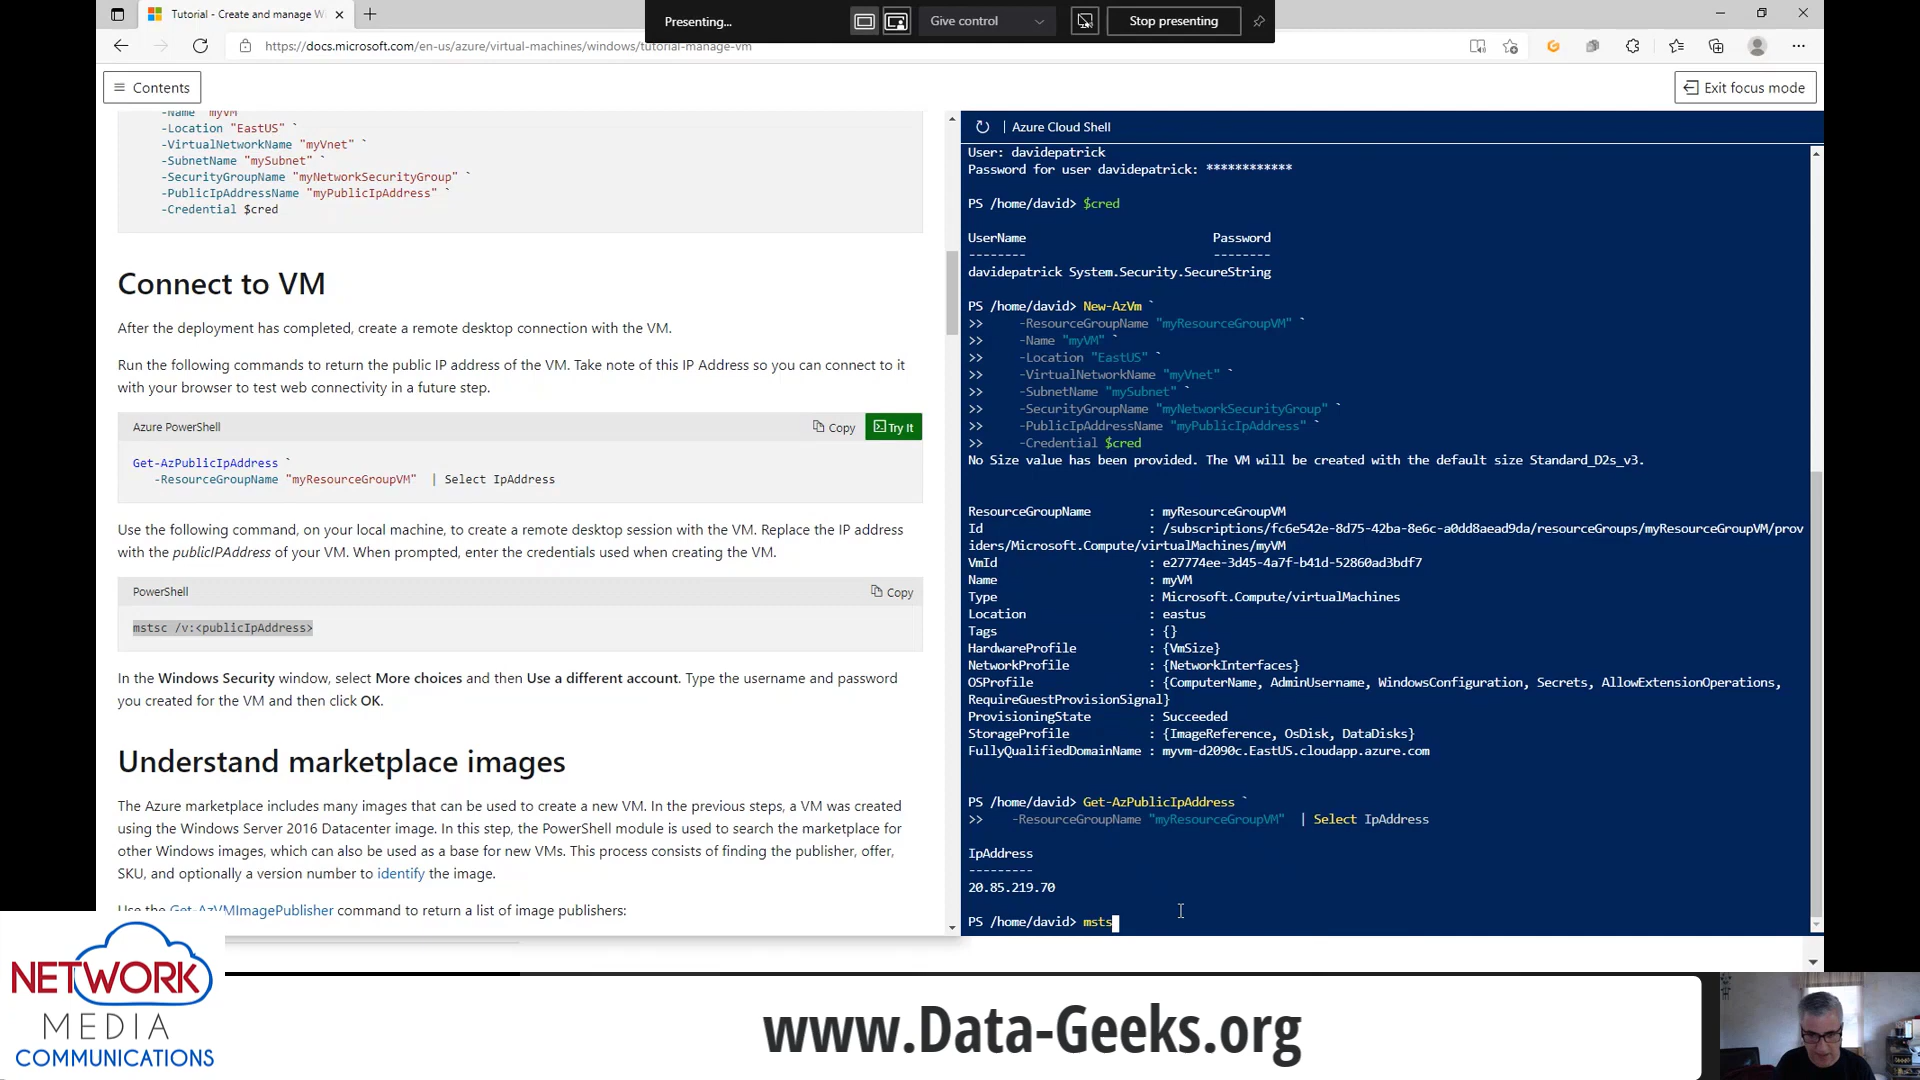 Tutorial - Create and manage Wi
Presenting...
Give control
Stop presenting
https://docs.microsoft.com/en-us/azure/virtual-machines/windows/tutorial-manage-vm
Contents
Exit focus mode
-Name "myVM" `
-Location "EastUS" `
-VirtualNetworkName "myVnet" `
-SubnetName "mySubnet" `
-SecurityGroupName "myNetworkSecurityGroup" `
-PublicIpAddressName "myPublicIpAddress" `
-Credential $cred
Connect to VM
After the deployment has completed, create a remote desktop connection with the VM.
Run the following commands to return the public IP address of the VM. Take note of this IP Address so you can connect to it
with your browser to test web connectivity in a future step.
Azure PowerShell
Copy
Try It
Get-AzPublicIpAddress `
-ResourceGroupName "myResourceGroupVM" | Select IpAddress
Use the following command, on your local machine, to create a remote desktop session with the VM. Replace the IP address
with the publicIPAddress of your VM. When prompted, enter the credentials used when creating the VM.
PowerShell
Copy
mstsc /v:<publicIpAddress>
In the Windows Security window, select More choices and then Use a different account. Type the username and password
you created for the VM and then click OK.
Understand marketplace images
The Azure marketplace includes many images that can be used to create a new VM. In the previous steps, a VM was created
using the Windows Server 2016 Datacenter image. In this step, the PowerShell module is used to search the marketplace for
other Windows images, which can also be used as a base for new VMs. This process consists of finding the publisher, offer,
SKU, and optionally a version number to identify the image.
Use the Get-AzVMImagePublisher command to return a list of image publishers:
Azure Cloud Shell
User: davidepatrick
Password for user davidepatrick: ************
PS /home/david> $cred
UserName Password
-------- --------
davidepatrick System.Security.SecureString
PS /home/david> New-AzVm `
>> -ResourceGroupName "myResourceGroupVM" `
>> -Name "myVM" `
>> -Location "EastUS" `
>> -VirtualNetworkName "myVnet" `
>> -SubnetName "mySubnet" `
>> -SecurityGroupName "myNetworkSecurityGroup" `
>> -PublicIpAddressName "myPublicIpAddress" `
>> -Credential $cred
No Size value has been provided. The VM will be created with the default size Standard_D2s_v3.
ResourceGroupName : myResourceGroupVM
Id : /subscriptions/fc6e542e-8d75-42ba-8e6c-a0dd8aead9da/resourceGroups/myResourceGroupVM/prov
iders/Microsoft.Compute/virtualMachines/myVM
VmId : e27774ee-3d45-4a7f-b41d-52860ad3bdf7
Name : myVM
Type : Microsoft.Compute/virtualMachines
Location : eastus
Tags : {}
HardwareProfile : {VmSize}
NetworkProfile : {NetworkInterfaces}
OSProfile : {ComputerName, AdminUsername, WindowsConfiguration, Secrets, AllowExtensionOperations,
RequireGuestProvisionSignal}
ProvisioningState : Succeeded
StorageProfile : {ImageReference, OsDisk, DataDisks}
FullyQualifiedDomainName : myvm-d2090c.EastUS.cloudapp.azure.com
PS /home/david> Get-AzPublicIpAddress `
>> -ResourceGroupName "myResourceGroupVM" | Select IpAddress
IpAddress
---------
20.85.219.70
PS /home/david> msts
NETWORK
MEDIA
COMMUNICATIONS
www.Data-Geeks.org